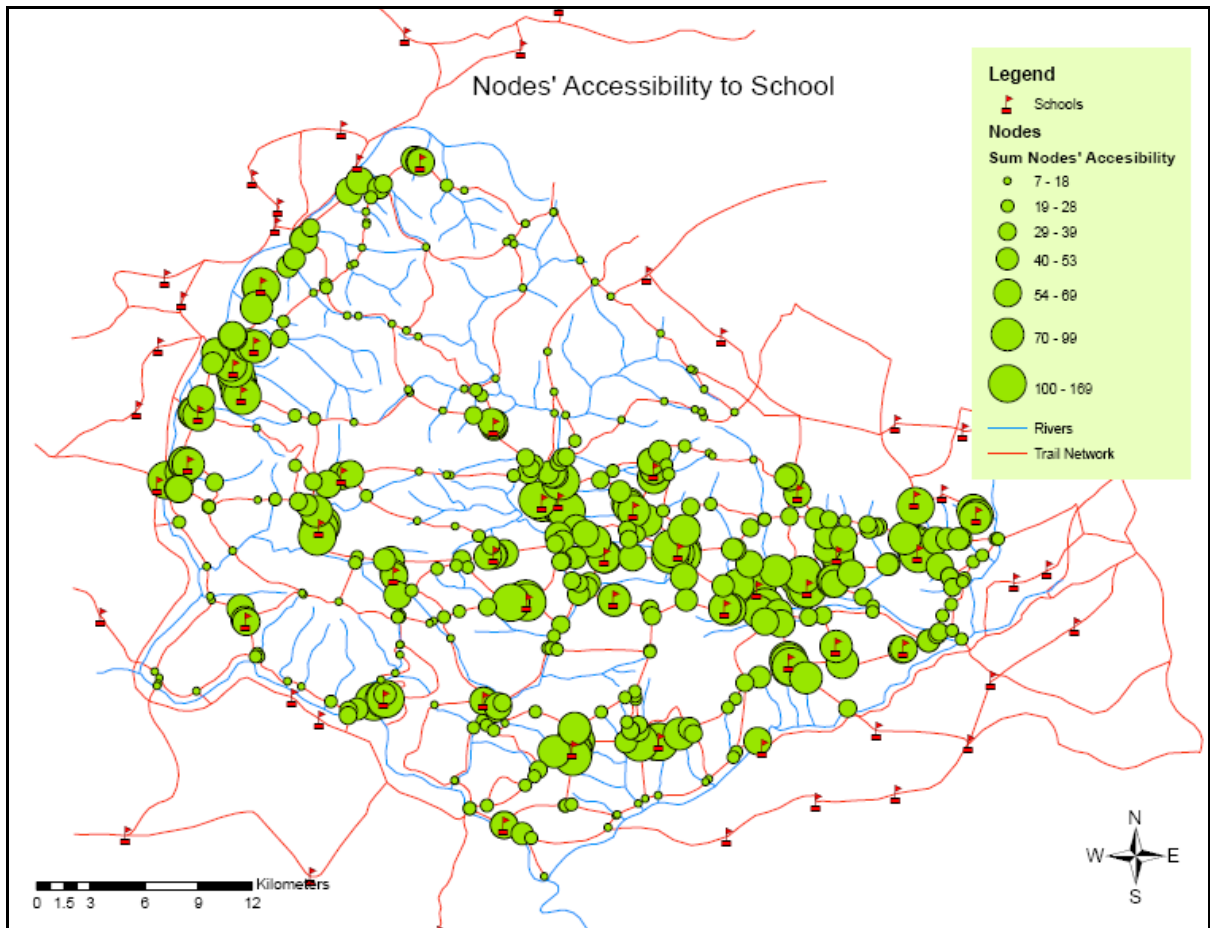 Nodes' Accessibility to School
Legend
Schools
Nodes
Sum Nodes' Accesibility
7 - 18
19 - 28
29 - 39
40 - 53
54 - 69
70 - 99
100 - 169
Rivers
Trail Network
N
W E
S
Kilometers
0 1.5 3 6 9 12